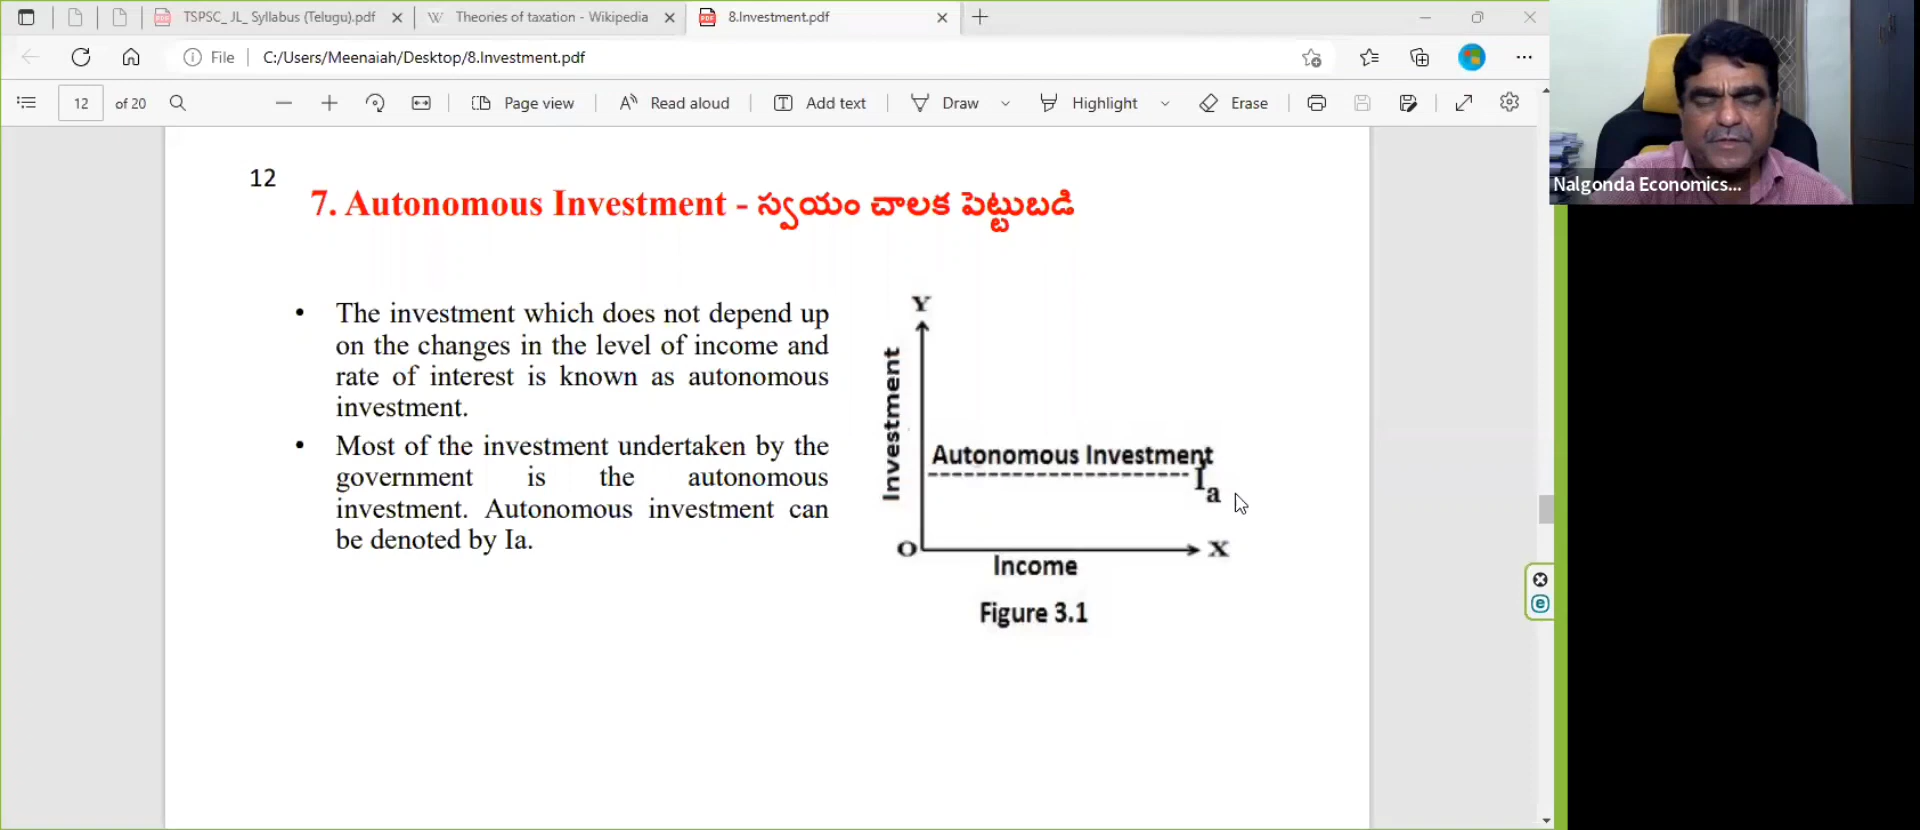 TSPSC_ JL_ Syllabus (Telugu).pdf
Theories of taxation - Wikipedia
8.Investment.pdf
File
C:/Users/Meenaiah/Desktop/8.Investment.pdf
12 of 20
Page view
Read aloud
Add text
Draw
Highlight
Erase
Nalgonda Economics...
12
7. Autonomous Investment - స్వయం చాలక పెట్టుబడి
• The investment which does not depend up
on the changes in the level of income and
rate of interest is known as autonomous
investment.
• Most of the investment undertaken by the
government is the autonomous
investment. Autonomous investment can
be denoted by Ia.
Y
Investment
Autonomous Investment
Ia
O
X
Income
Figure 3.1